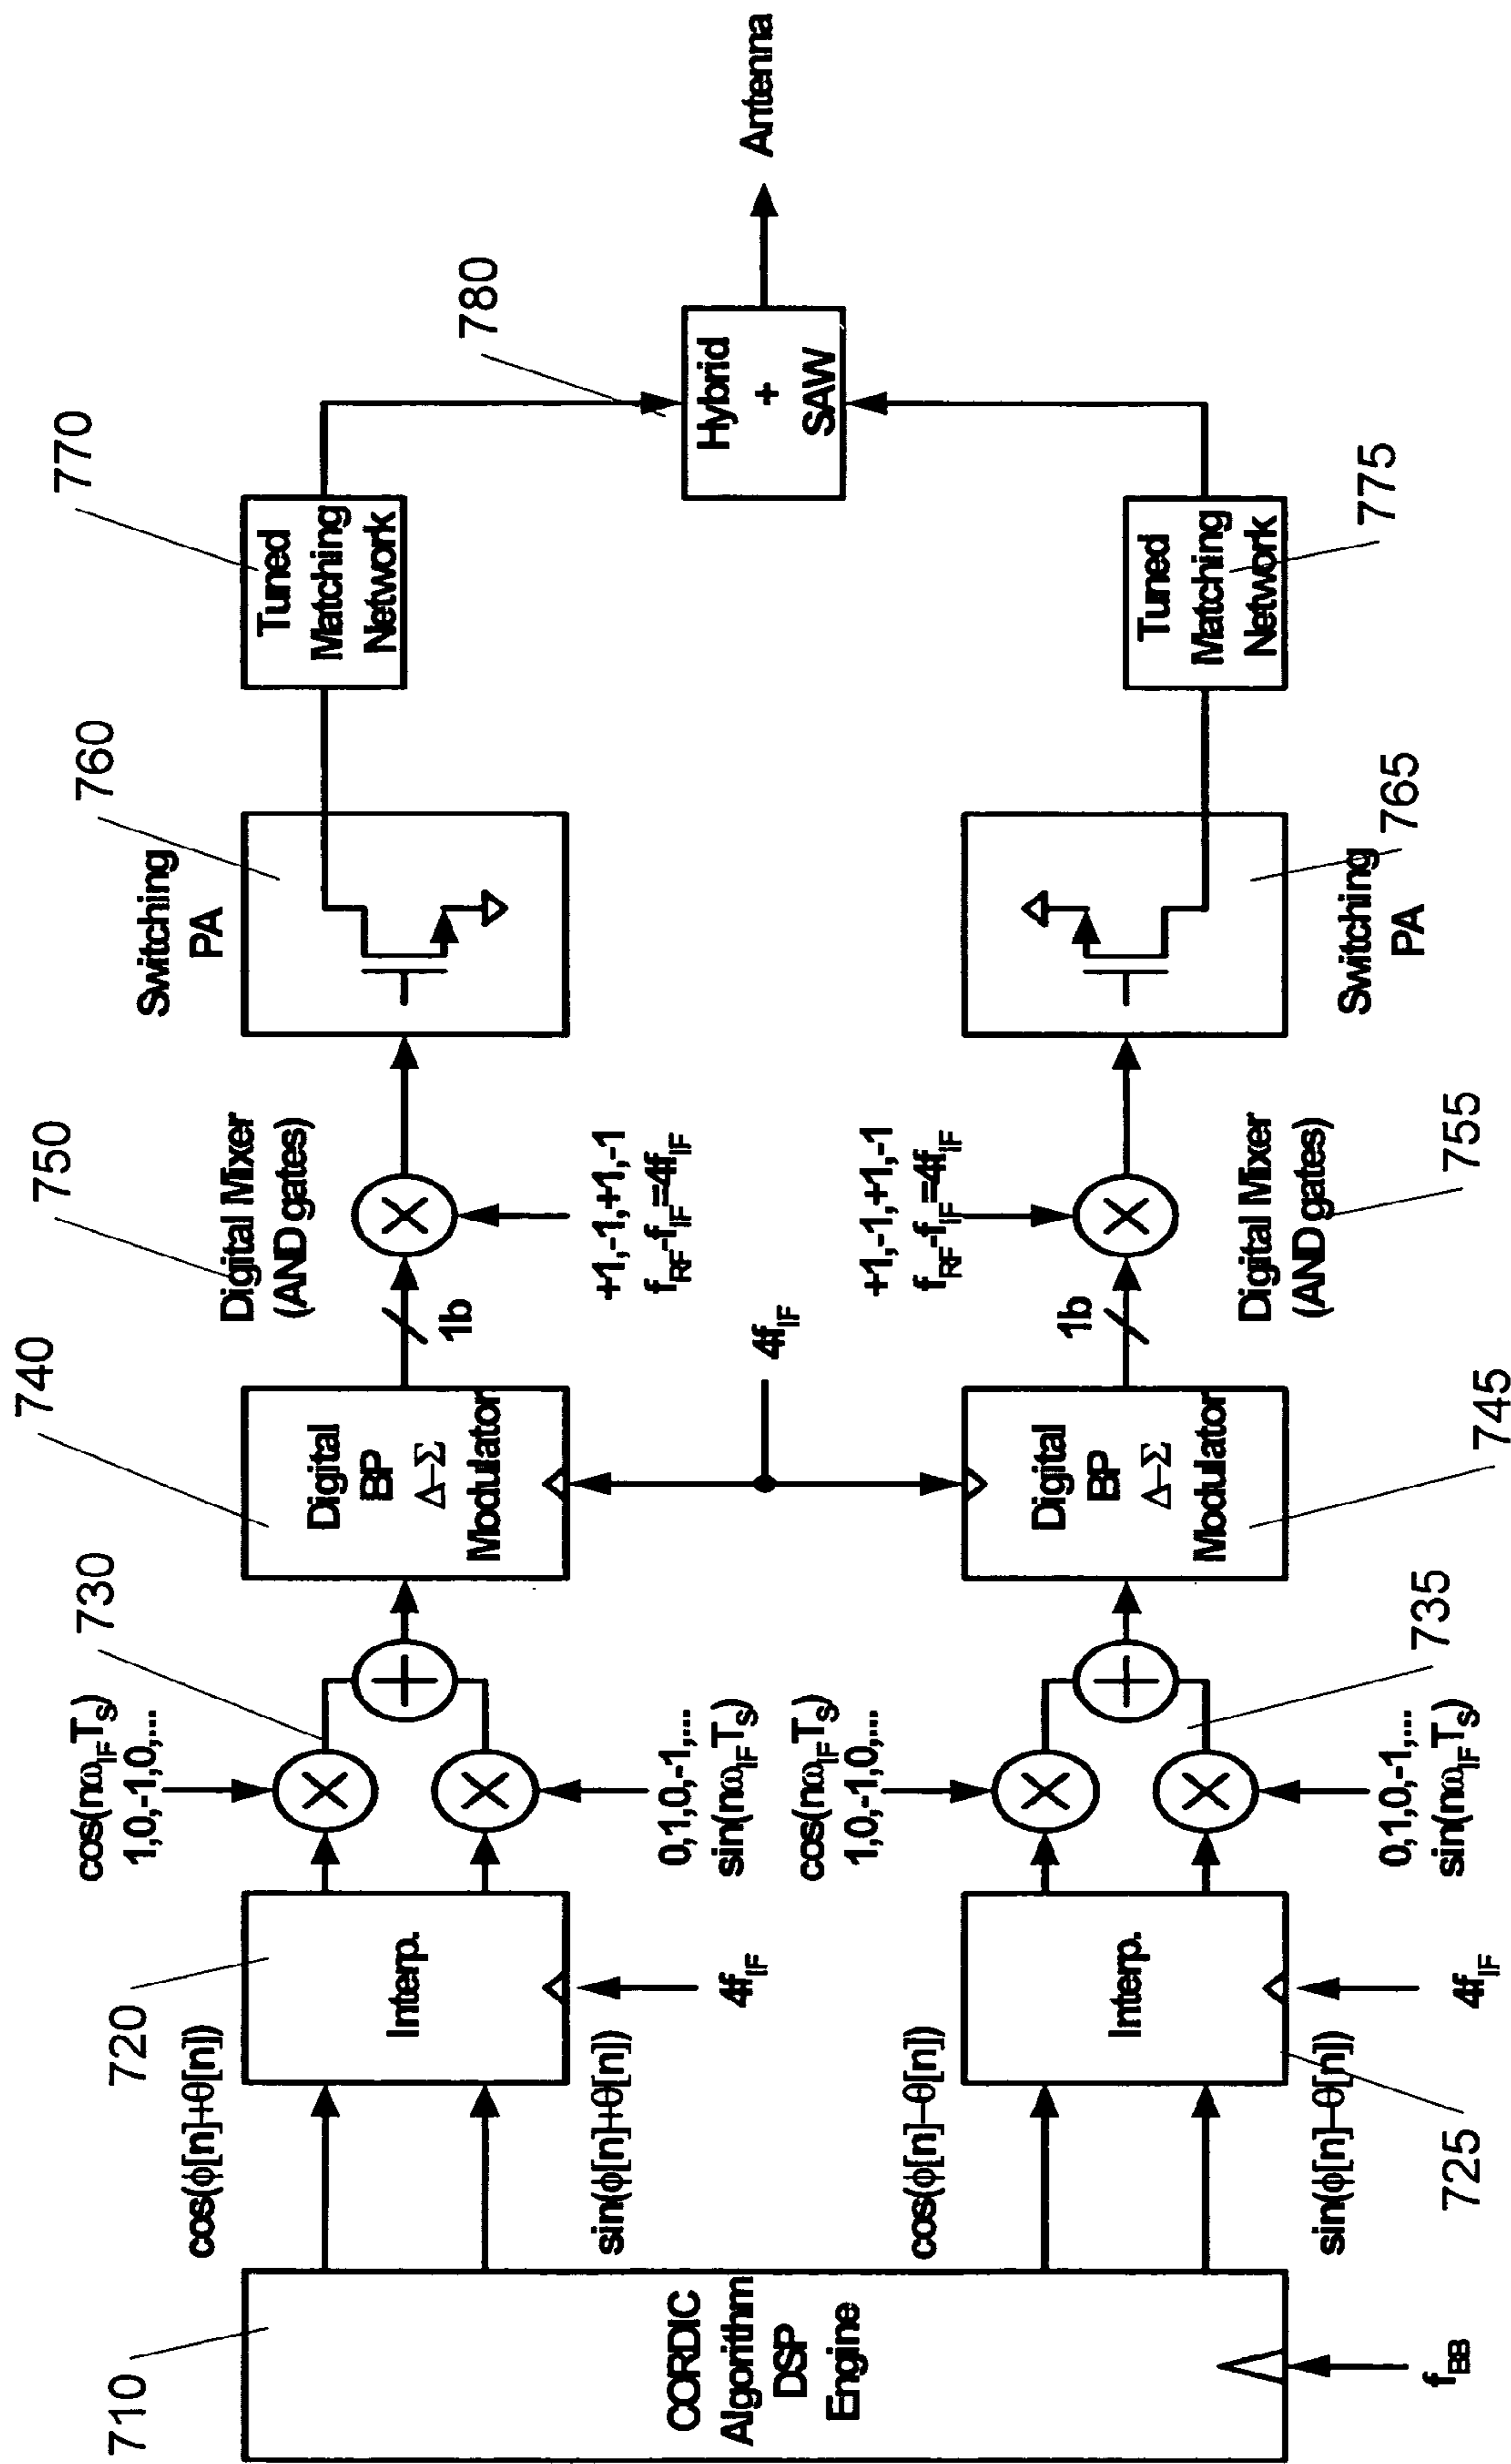 710
CORDIC
Algorithm
DSP
Engine
f_BB
cos(ϕ[n]+θ[n])
sin(ϕ[n]+θ[n])
cos(ϕ[n]−θ[n])
sin(ϕ[n]−θ[n])
720
Interp.
4f_IF
Interp.
725
4f_IF
cos(nω_IF T_S)
1,0,-1,0,...
730
0,1,0,-1,...
sin(nω_IF T_S)
cos(nω_IF T_S)
1,0,-1,0,...
735
0,1,0,-1,...
sin(nω_IF T_S)
740
Digital
BP
Δ−Σ
Modulator
4f_IF
Digital
BP
Δ−Σ
Modulator
745
750
Digital Mixer
(AND gates)
1b
+1,-1,+1,-1
f_RF-f_IF=4f_IF
+1,-1,+1,-1
f_RF-f_IF=4f_IF
1b
Digital Mixer
(AND gates)
755
760
Switching
PA
765
Switching
PA
770
Tuned
Matching
Network
Tuned
Matching
Network
775
780
Hybrid
+
SAW
Antenna